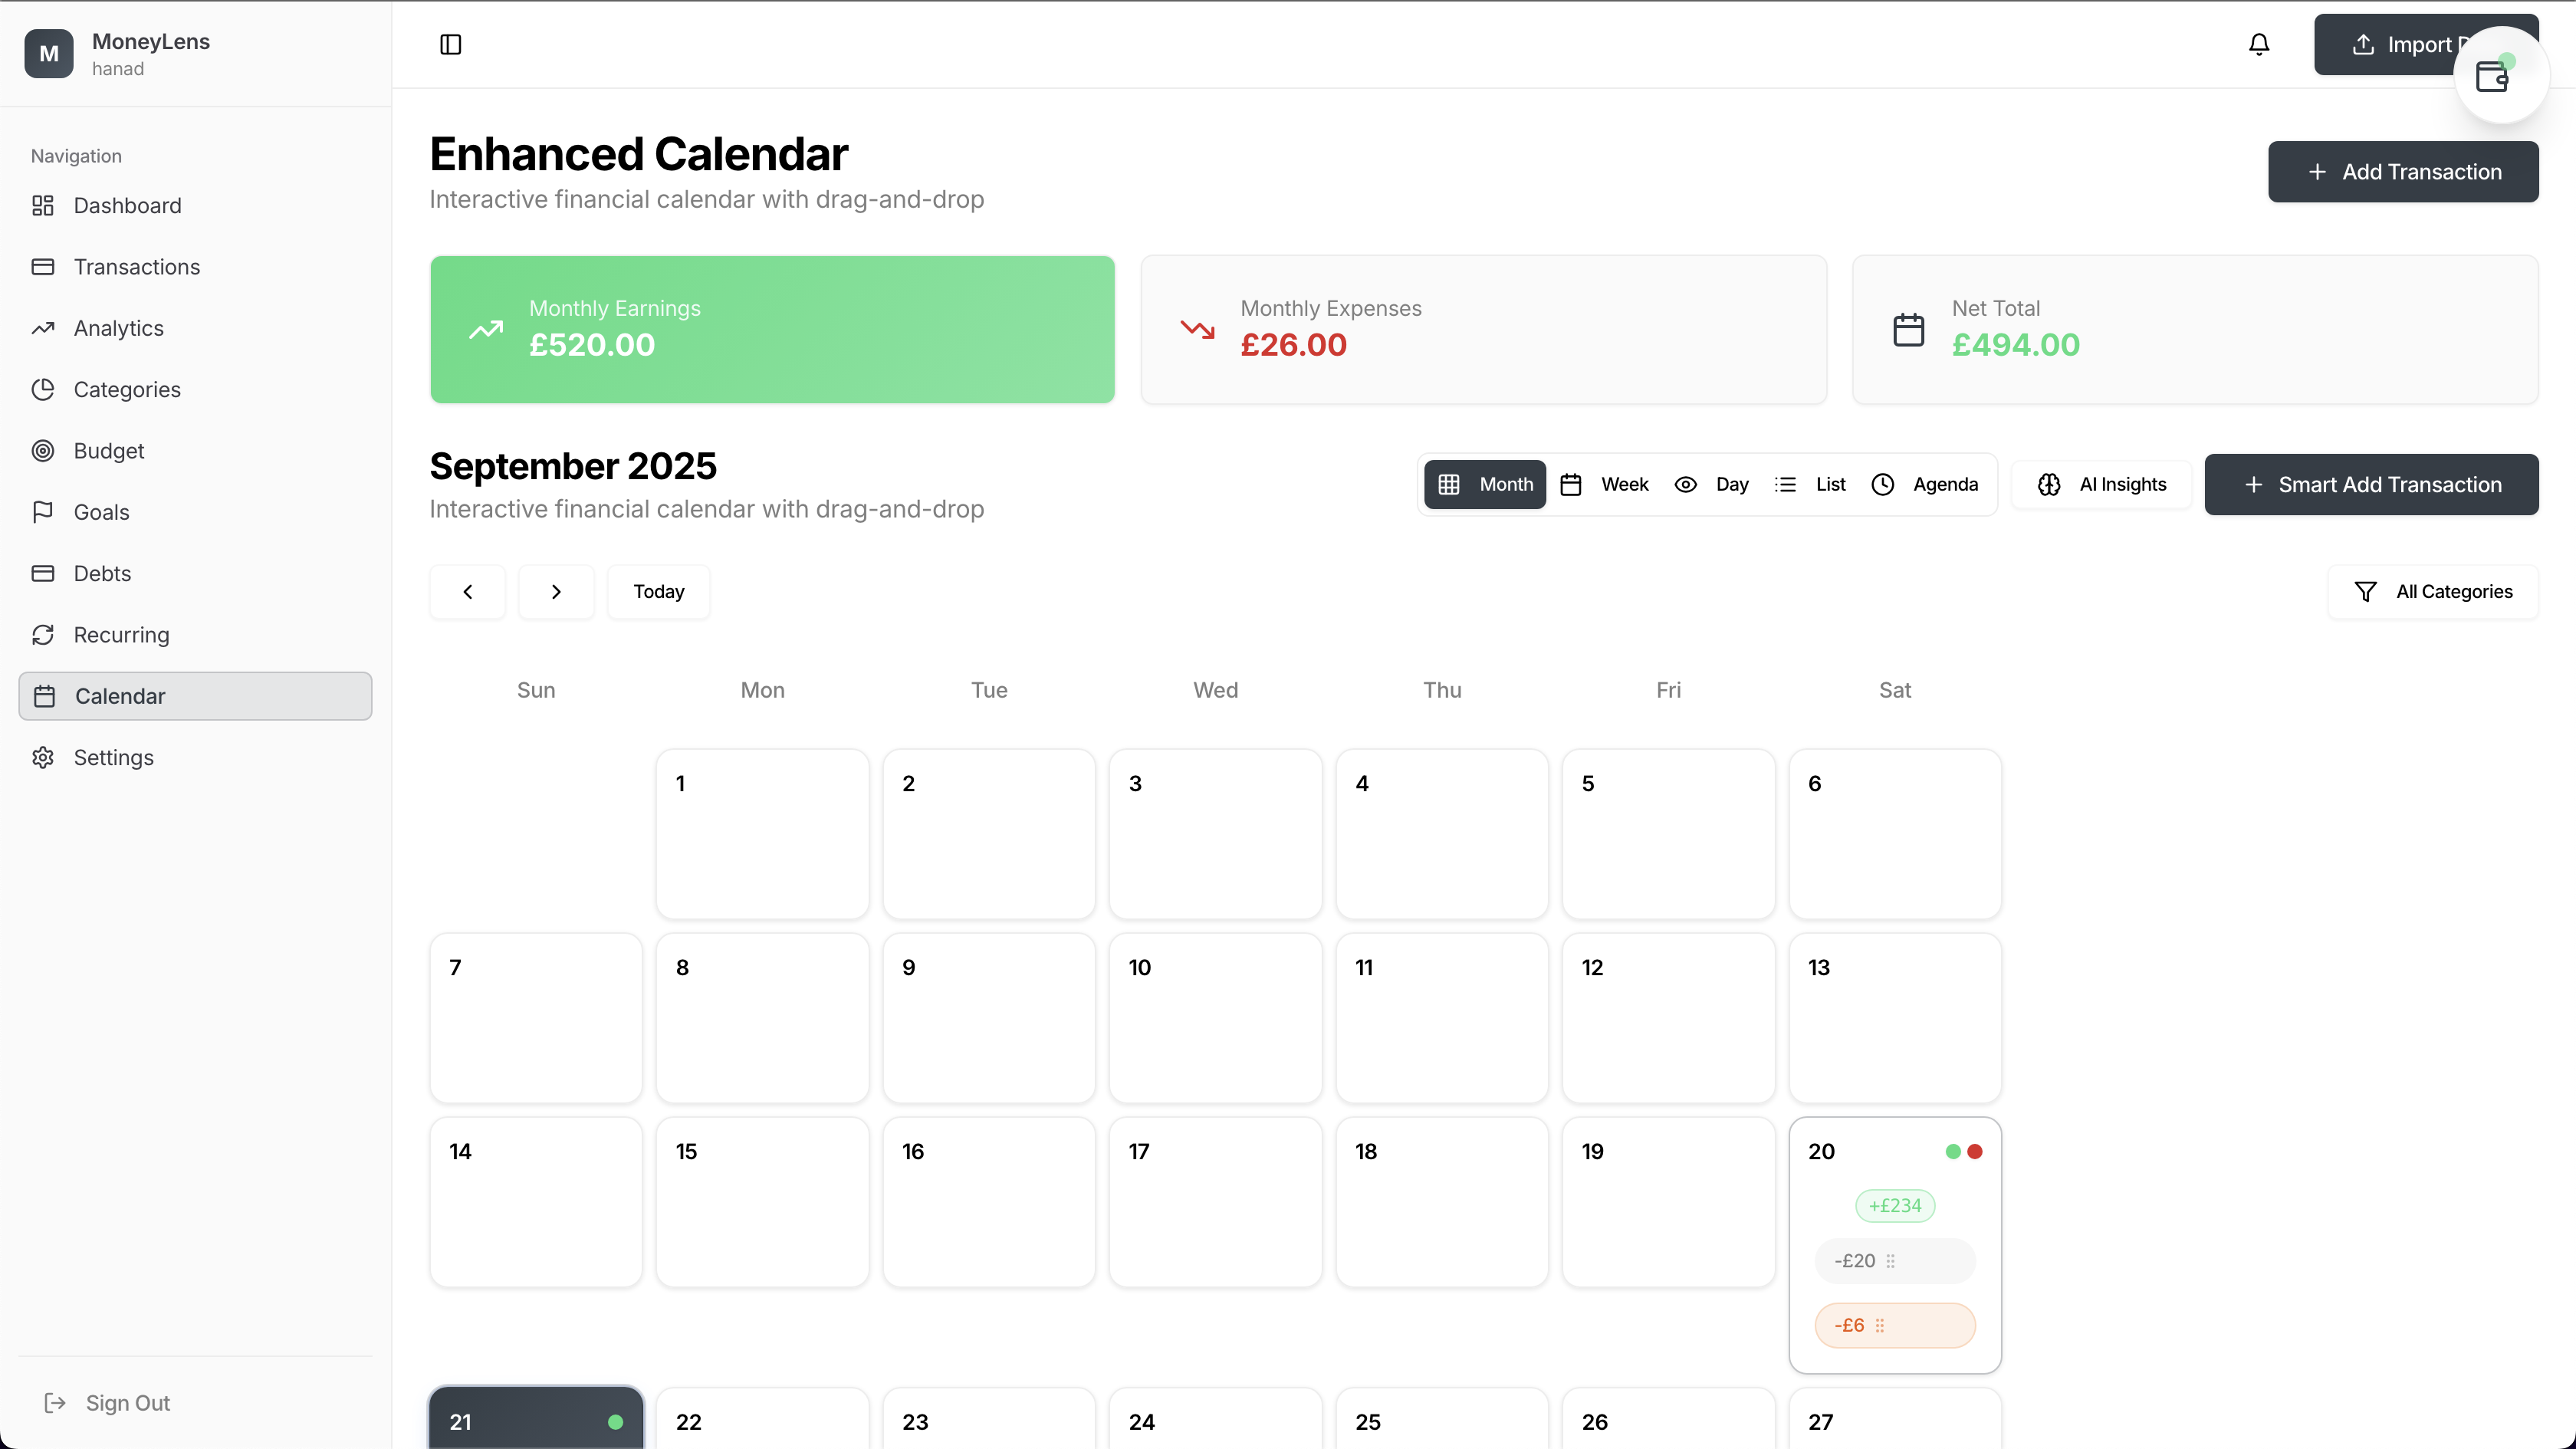 M
MoneyLens
hanad
Import
Navigation
Dashboard
Transactions
Analytics
Categories
Budget
Goals
Debts
Recurring
Calendar
Settings
Sign Out
Enhanced Calendar
Interactive financial calendar with drag-and-drop
+ Add Transaction
Monthly Earnings
£520.00
Monthly Expenses
£26.00
Net Total
£494.00
September 2025
Interactive financial calendar with drag-and-drop
Month Week Day List Agenda
AI Insights
+ Smart Add Transaction
Today
All Categories
Sun Mon Tue Wed Thu Fri Sat
1 2 3 4 5 6
7 8 9 10 11 12 13
14 15 16 17 18 19 20
+£234
-£20
-£6
21 22 23 24 25 26 27